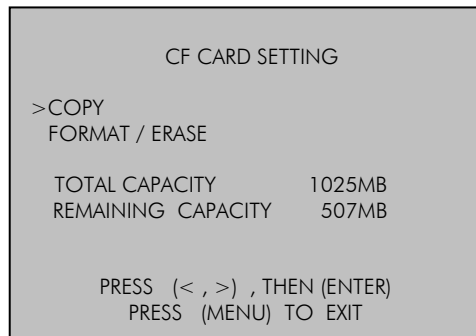 CF CARD SETTING
>COPY
FORMAT / ERASE
TOTAL CAPACITY 1025MB
REMAINING CAPACITY 507MB
PRESS (< , >) , THEN (ENTER)
PRESS (MENU) TO EXIT